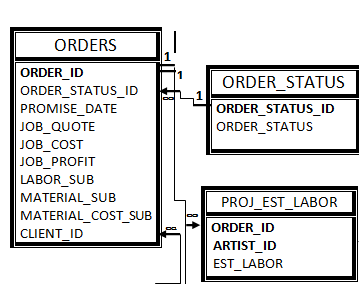 ORDERS
ORDER_ID
ORDER_STATUS_ID
PROMISE_DATE
JOB_QUOTE
JOB_COST
JOB_PROFIT
LABOR_SUB
MATERIAL_SUB
MATERIAL_COST_SUB
CLIENT_ID
1
1
∞
1
ORDER_STATUS
ORDER_STATUS_ID
ORDER_STATUS
∞
∞
PROJ_EST_LABOR
ORDER_ID
ARTIST_ID
EST_LABOR